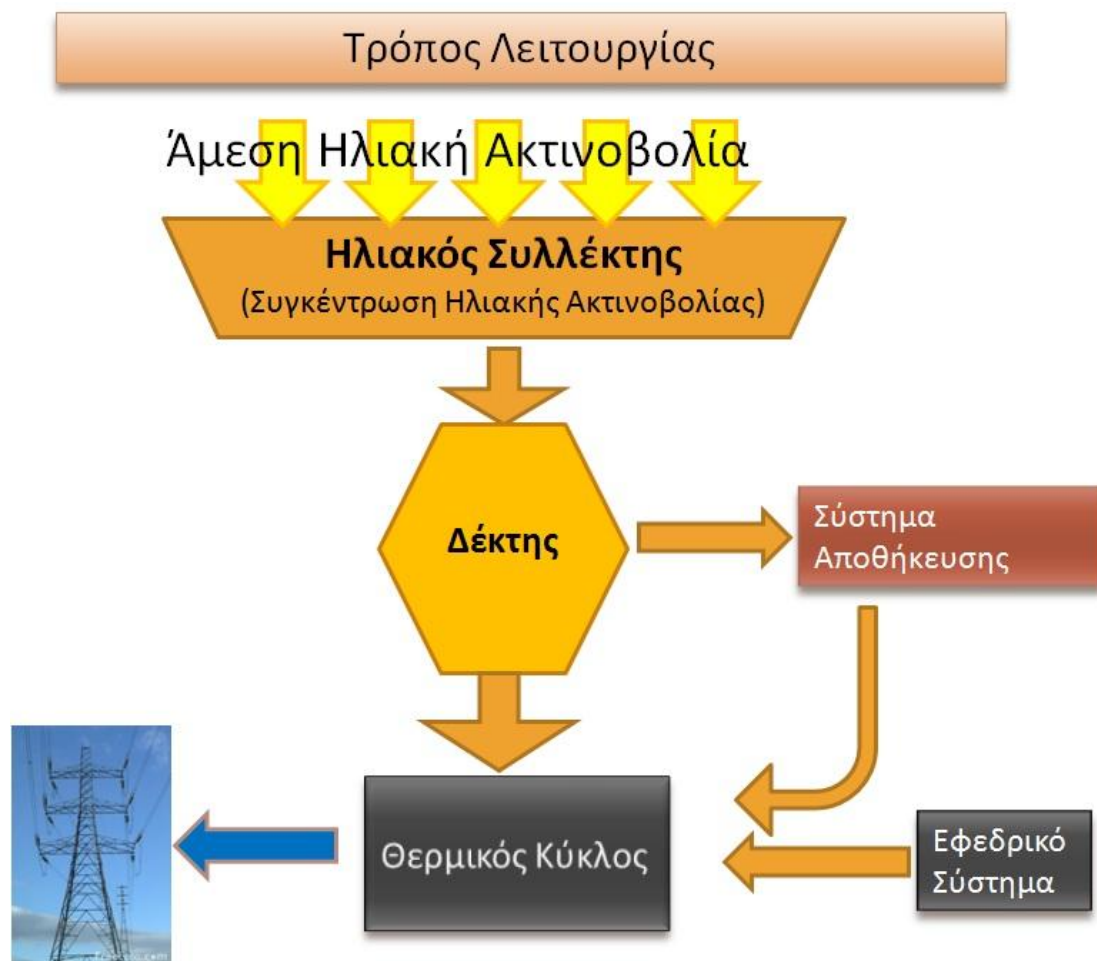 Τρόπος Λειτουργίας
Άμεση Ηλιακή Ακτινοβολία
Ηλιακός Συλλέκτης
(Συγκέντρωση Ηλιακής Ακτινοβολίας)
Δέκτης
Σύστημα
Αποθήκευσης
Θερμικός Κύκλος
Εφεδρικό
Σύστημα